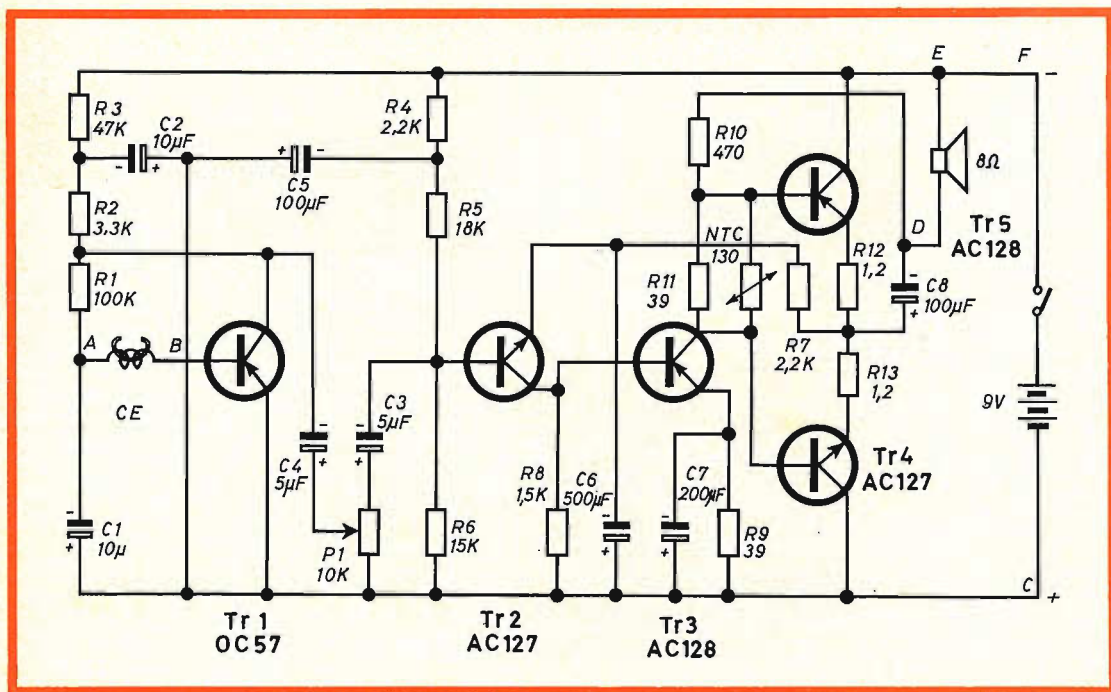 R3
47K
C2
10µF
-
+
C5
100µF
+
-
R4
2,2K
R2
3,3K
R5
18K
R1
100K
A
B
CE
C1
10µ
-
+
C4
5µF
-
+
C3
5µF
-
+
P1
10K
R6
15K
R8
1,5K
C6
500µF
-
+
C7
200µF
-
+
R9
39
R10
470
R11
39
NTC
130
R7
2,2K
R12
1,2
R13
1,2
C8
100µF
-
+
D
E
F
-
8Ω
9V
C
+
Tr1
OC57
Tr2
AC127
Tr3
AC128
Tr4
AC127
Tr5
AC128